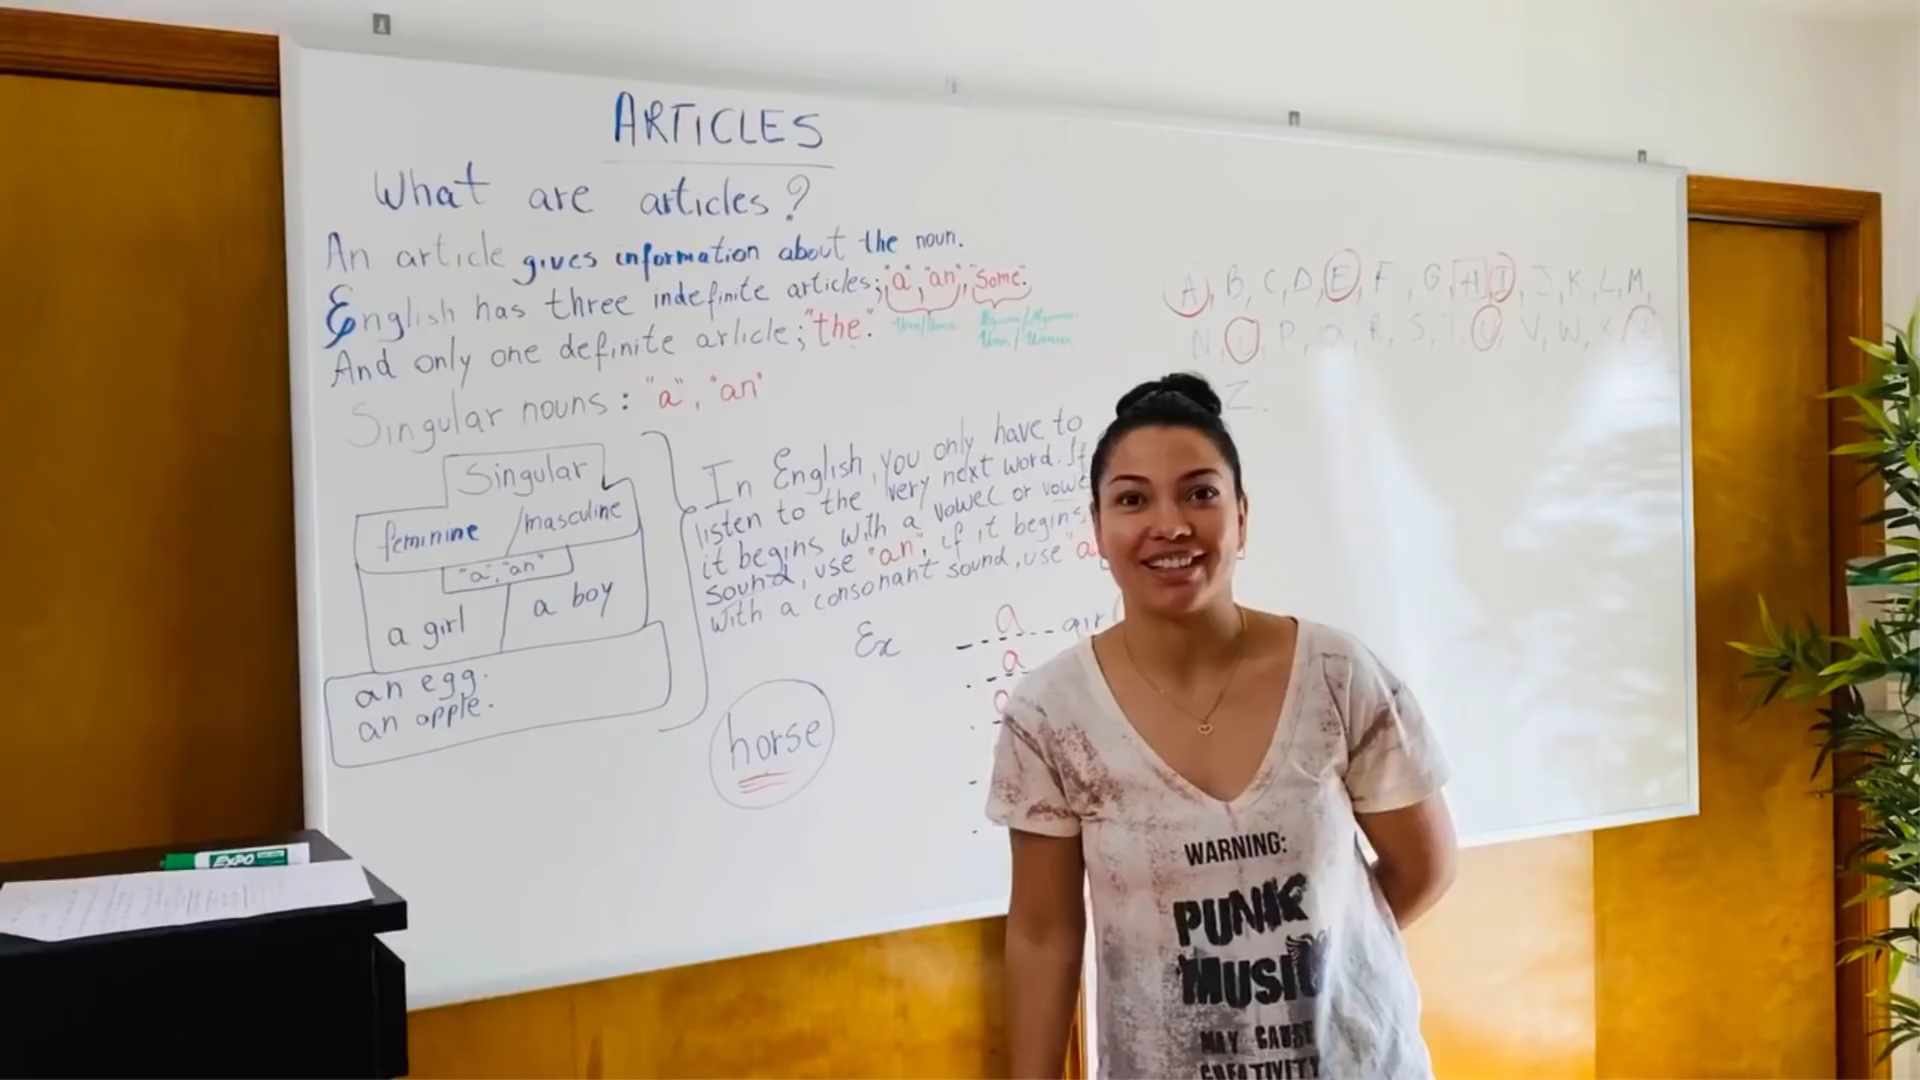 ARTICLES
What are articles?
An article gives information about the noun.
English has three indefinite articles; "a", "an", "some".
And only one definite article; "the".
Singular nouns: "a", "an"
Singular
feminine /masculine
"a", "an"
a girl
a boy
an egg.
an apple.
In English, you only have to
listen to the very next word. If
it begins with a vowel or
sound, use "an", if it begins
with a consonant sound, use "a
Ex
a
a
horse
A, B, C, D, E, F, G, H, I, J, K, L, M,
N, P, Q, R, S, T, U, V, W,
Z.
EXPO
WARNING:
PUNK
MUSIC
MAY CAUSE
CREATIVITY